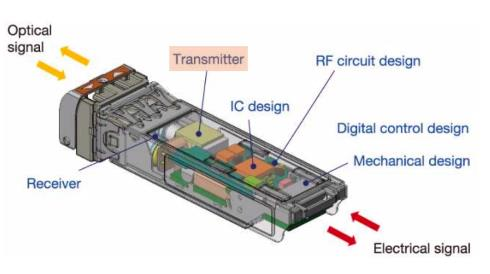 Optical
signal
Transmitter
RF circuit design
IC design
Digital control design
Mechanical design
Receiver
Electrical signal